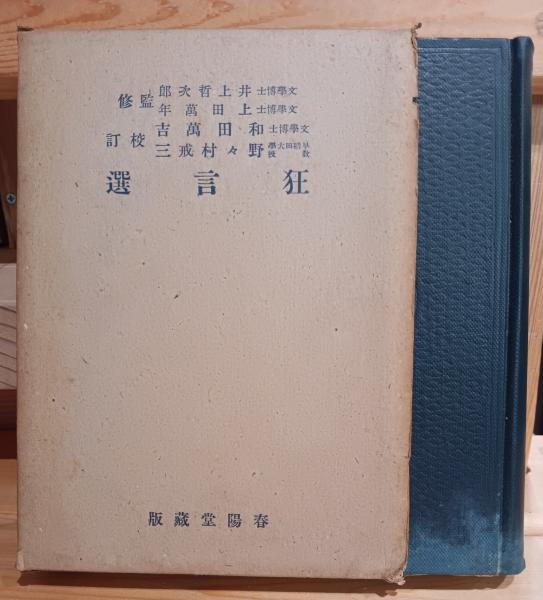 文學博士井上哲次郎
文學博士上田萬年
監修
文學博士和田萬吉
早稻田大學教授野々村戒三
校訂
狂言選
春陽堂藏版